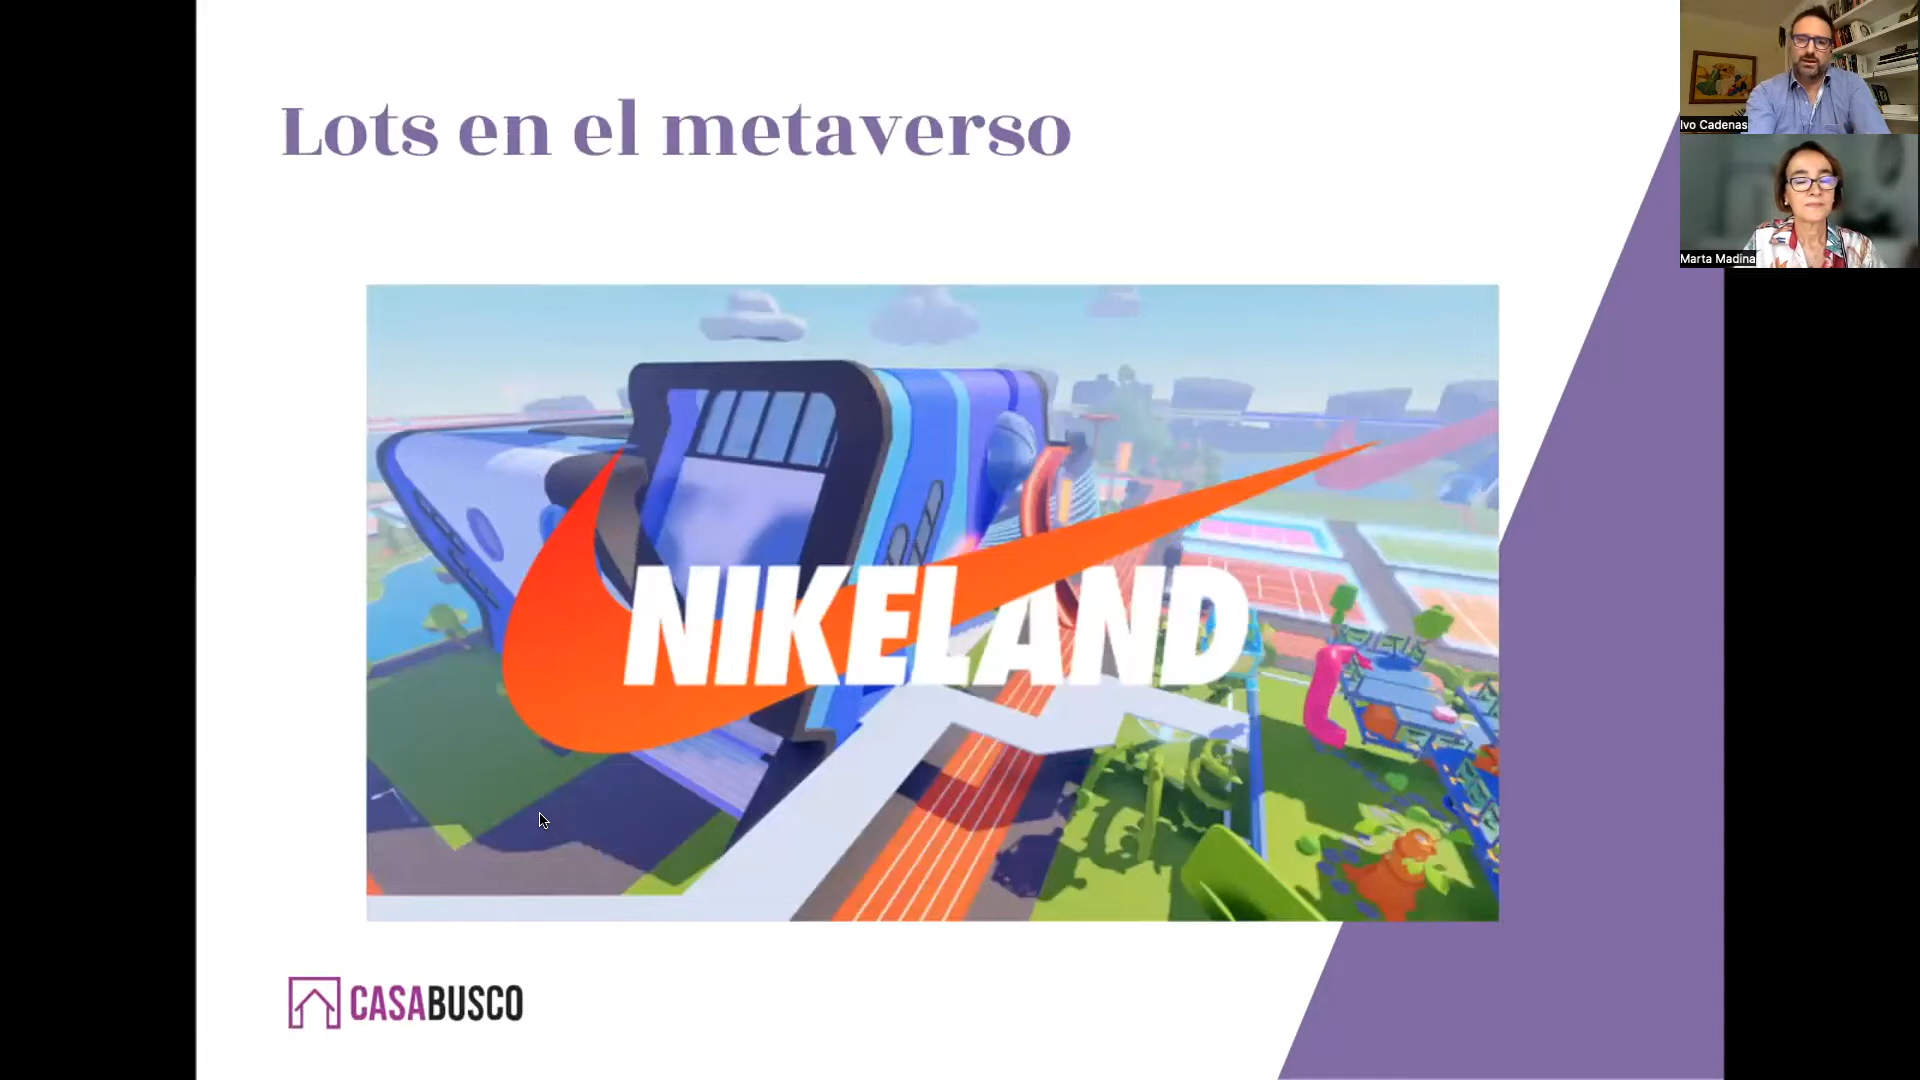 Lots en el metaverso
NIKELAND
CASABUSCO
Ivo Cadenas
Marta Madina